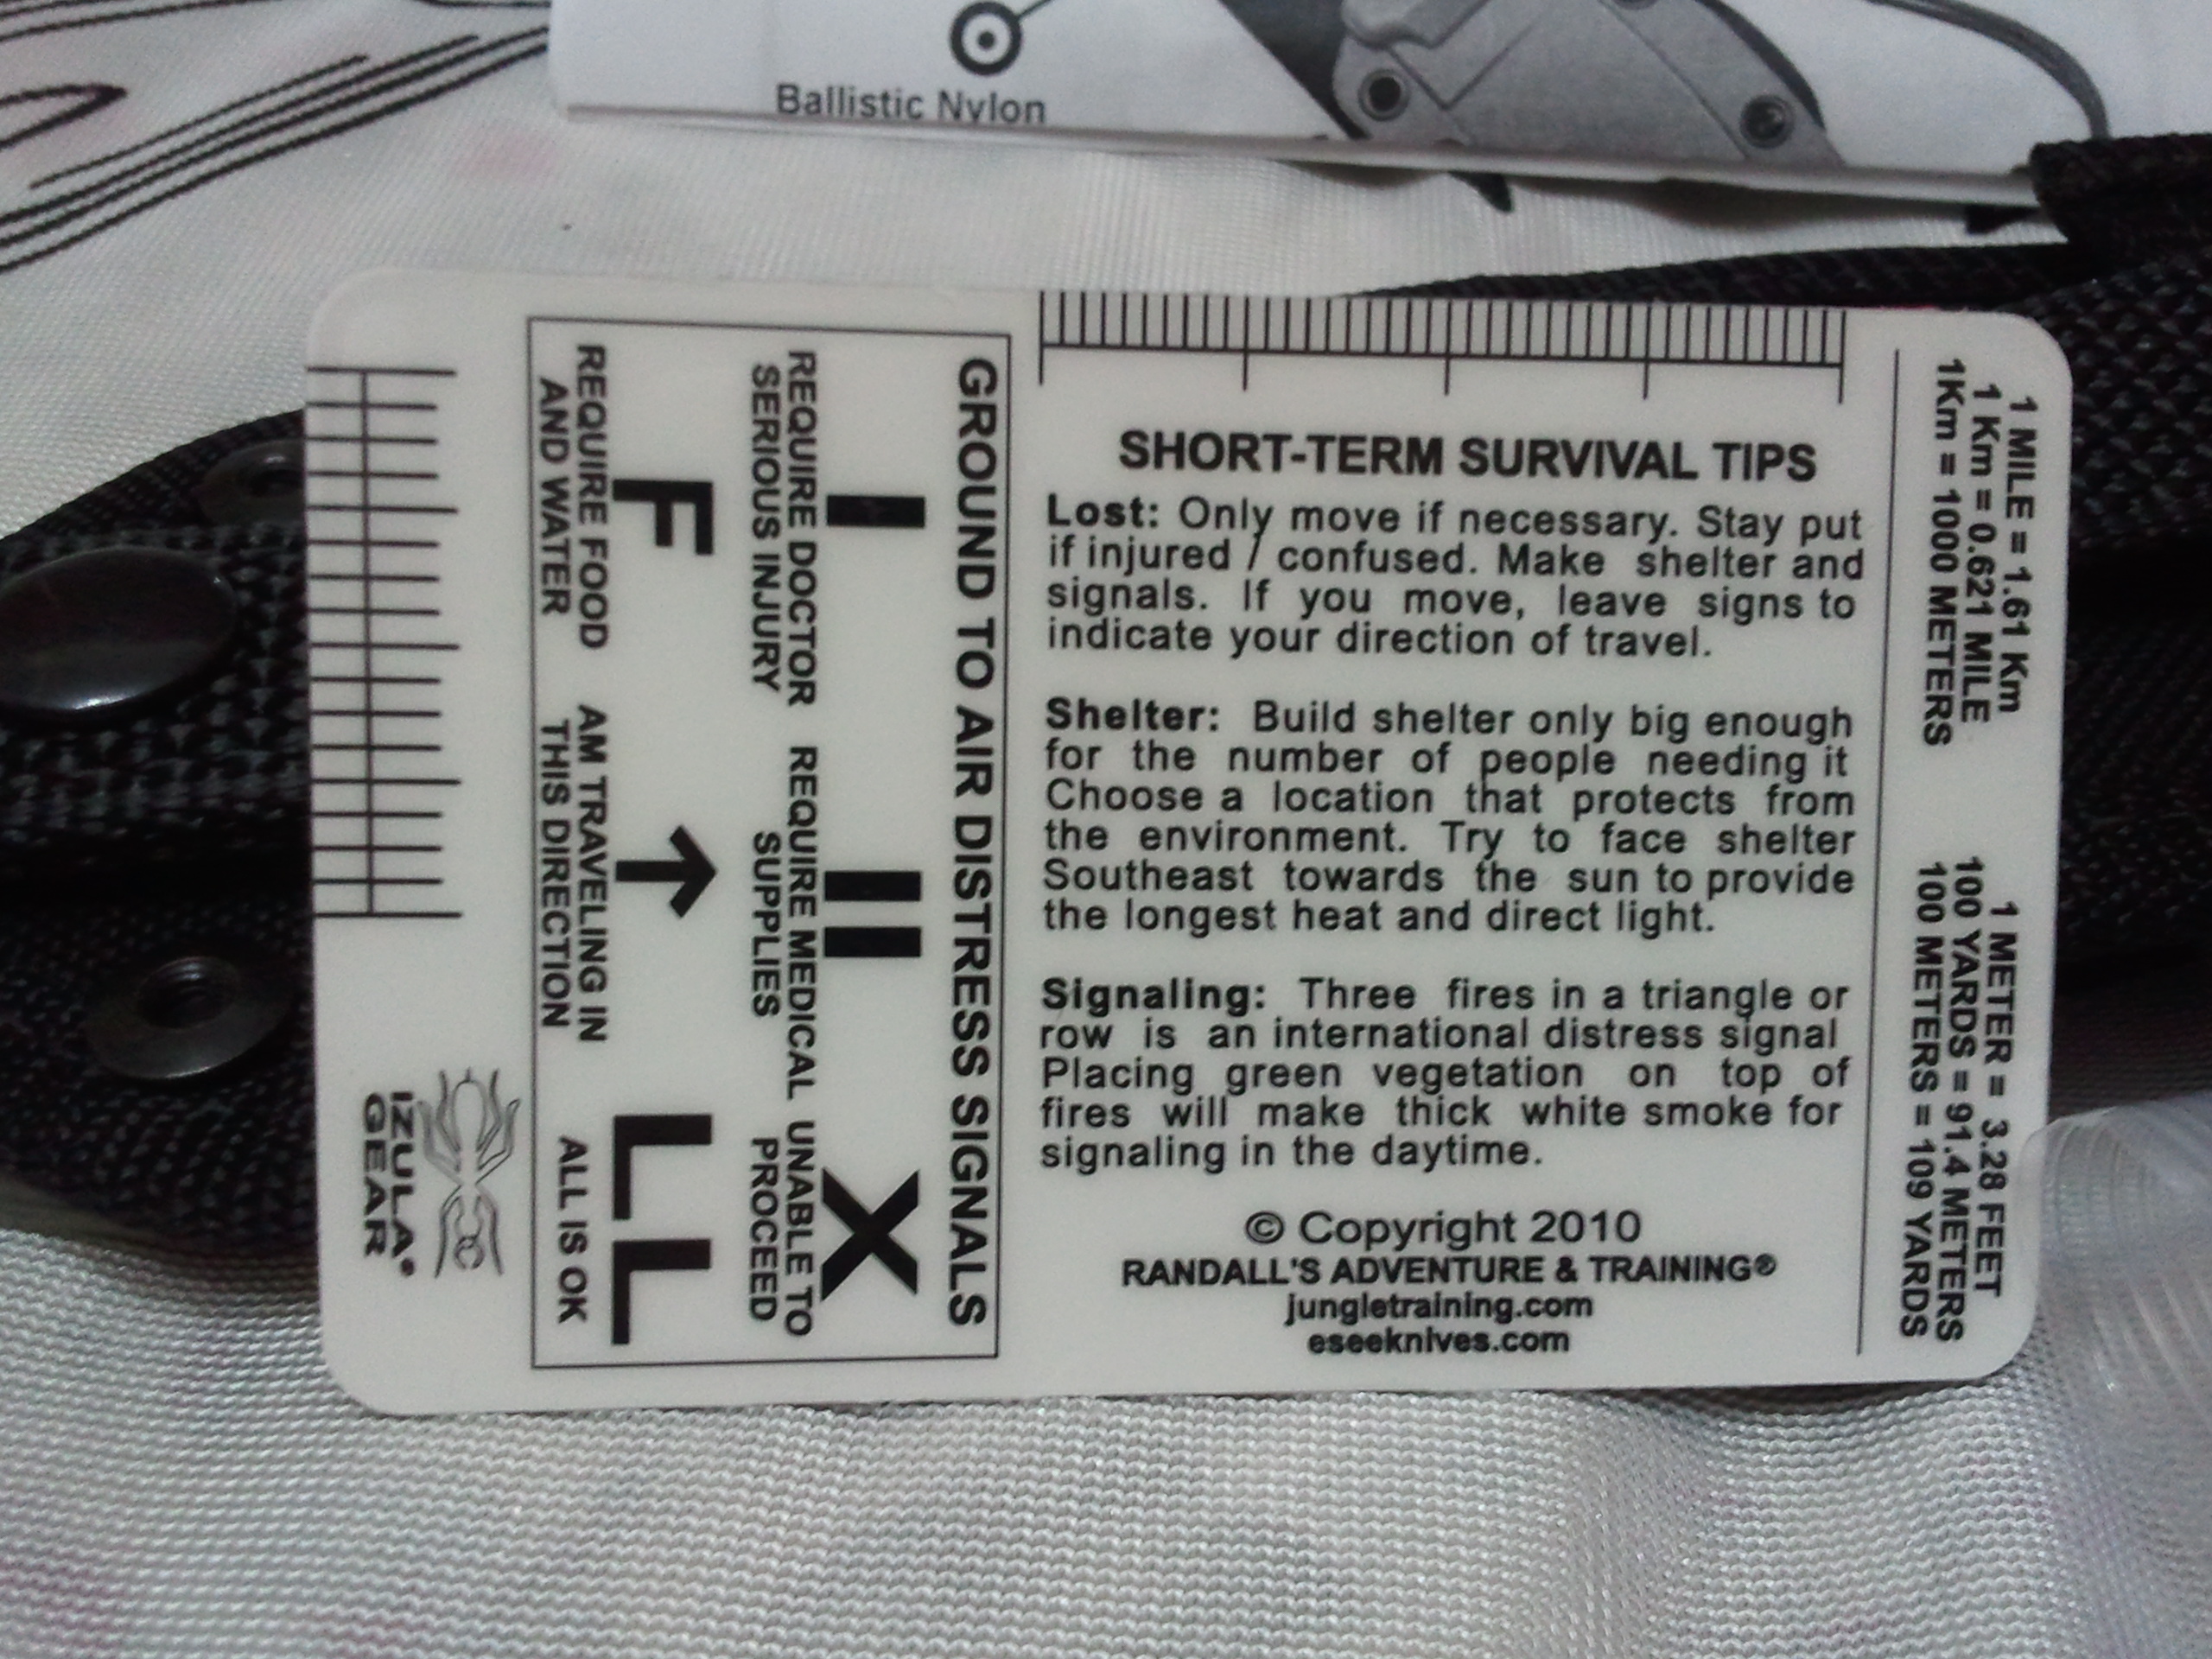 Ballistic Nylon
SHORT-TERM SURVIVAL TIPS
Lost: Only move if necessary. Stay put
if injured / confused. Make shelter and
signals. If you move, leave signs to
indicate your direction of travel.
Shelter: Build shelter only big enough
for the number of people needing it
Choose a location that protects from
the environment. Try to face shelter
Southeast towards the sun to provide
the longest heat and direct light.
Signaling: Three fires in a triangle or
row is an international distress signal
Placing green vegetation on top of
fires will make thick white smoke for
signaling in the daytime.
© Copyright 2010
RANDALL'S ADVENTURE & TRAINING®
jungletraining.com
eseeknives.com
1 MILE = 1.61 Km
1 Km = 0.621 MILE
1Km = 1000 METERS
1 METER = 3.28 FEET
100 YARDS = 91.4 METERS
100 METERS = 109 YARDS
GROUND TO AIR DISTRESS SIGNALS
I
REQUIRE DOCTOR
SERIOUS INJURY
II
REQUIRE MEDICAL
SUPPLIES
X
UNABLE TO
PROCEED
F
REQUIRE FOOD
AND WATER
↑
AM TRAVELING IN
THIS DIRECTION
LL
ALL IS OK
IZULA®
GEAR